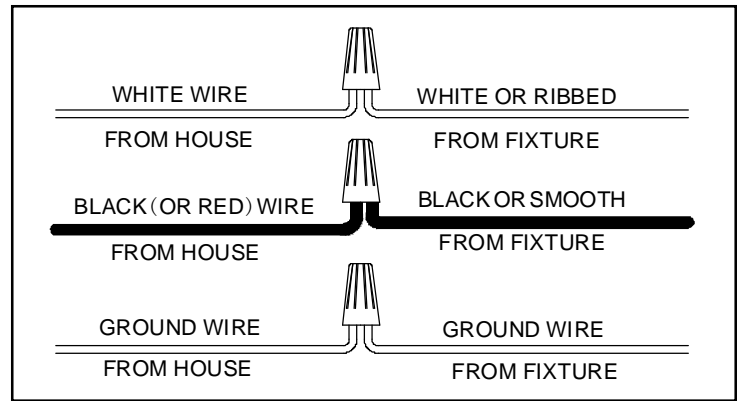 WHITE WIRE
FROM HOUSE
WHITE OR RIBBED
FROM FIXTURE
BLACK (OR RED) WIRE
FROM HOUSE
BLACK OR SMOOTH
FROM FIXTURE
GROUND WIRE
FROM HOUSE
GROUND WIRE
FROM FIXTURE